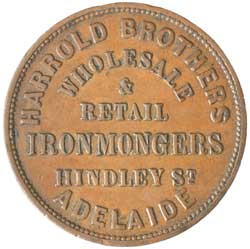 HARROLD BROTHERS
WHOLESALE
&
RETAIL
IRONMONGERS
HINDLEY ST
ADELAIDE